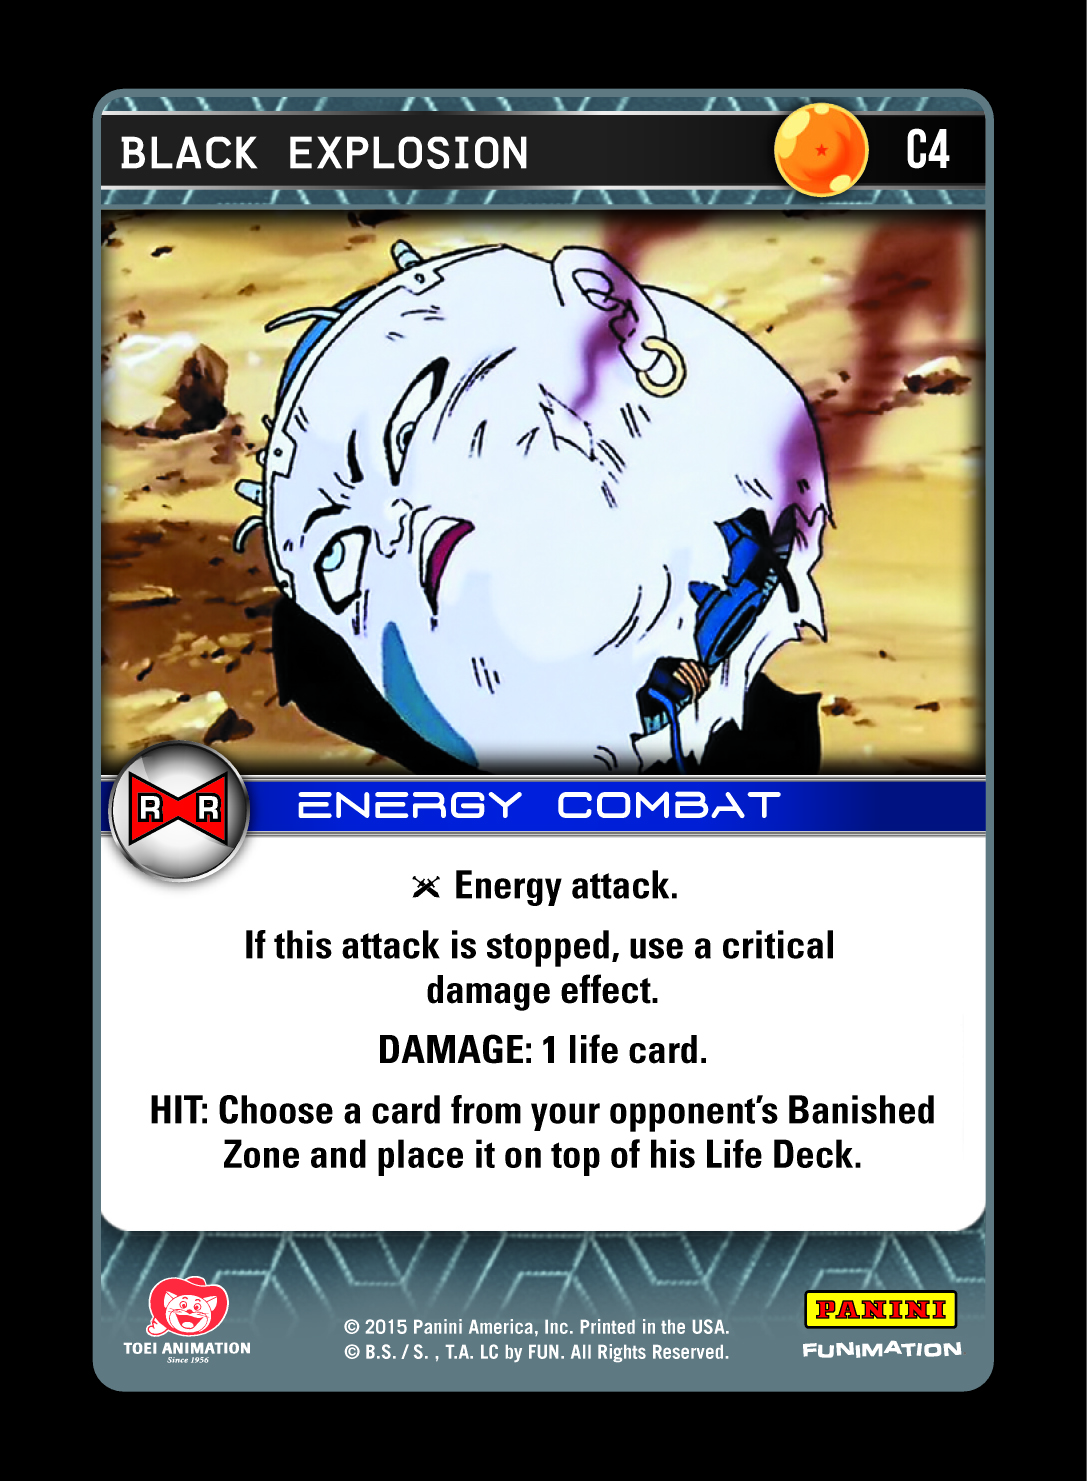 BLACK EXPLOSION
C4
R R
ENERGY COMBAT
Energy attack.
If this attack is stopped, use a critical
damage effect.
DAMAGE: 1 life card.
HIT: Choose a card from your opponent's Banished
Zone and place it on top of his Life Deck.
TOEI ANIMATION
Since 1956
© 2015 Panini America, Inc. Printed in the USA.
© B.S. / S. , T.A. LC by FUN. All Rights Reserved.
PANINI
FUNIMATION